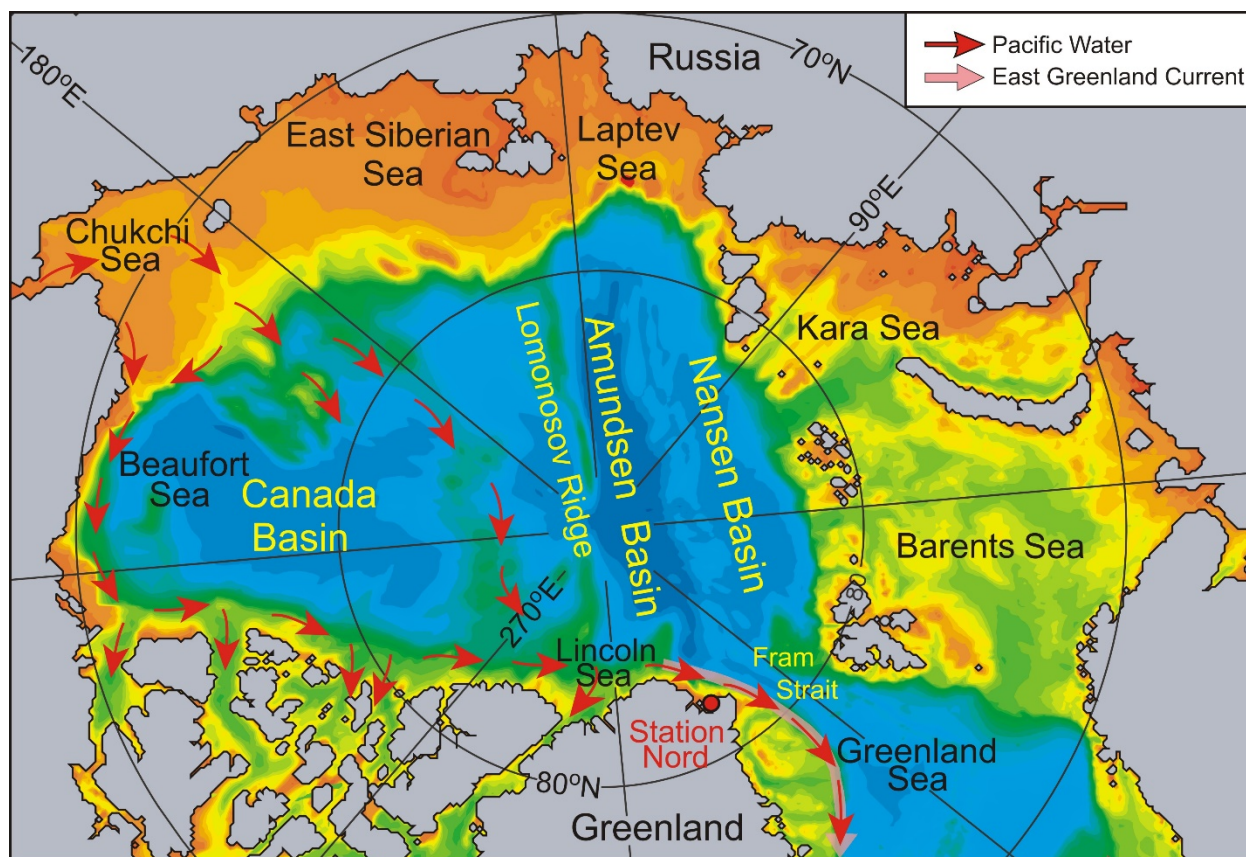 Pacific Water
East Greenland Current
180°E
Russia
70°N
East Siberian
Sea
Laptev
Sea
90°E
Chukchi
Sea
Kara Sea
Lomonosov Ridge
Amundsen Basin
Nansen Basin
Beaufort
Sea
Canada
Basin
Barents Sea
270°E
Lincoln
Sea
Fram
Strait
Station
Nord
Greenland
Sea
80°N
Greenland